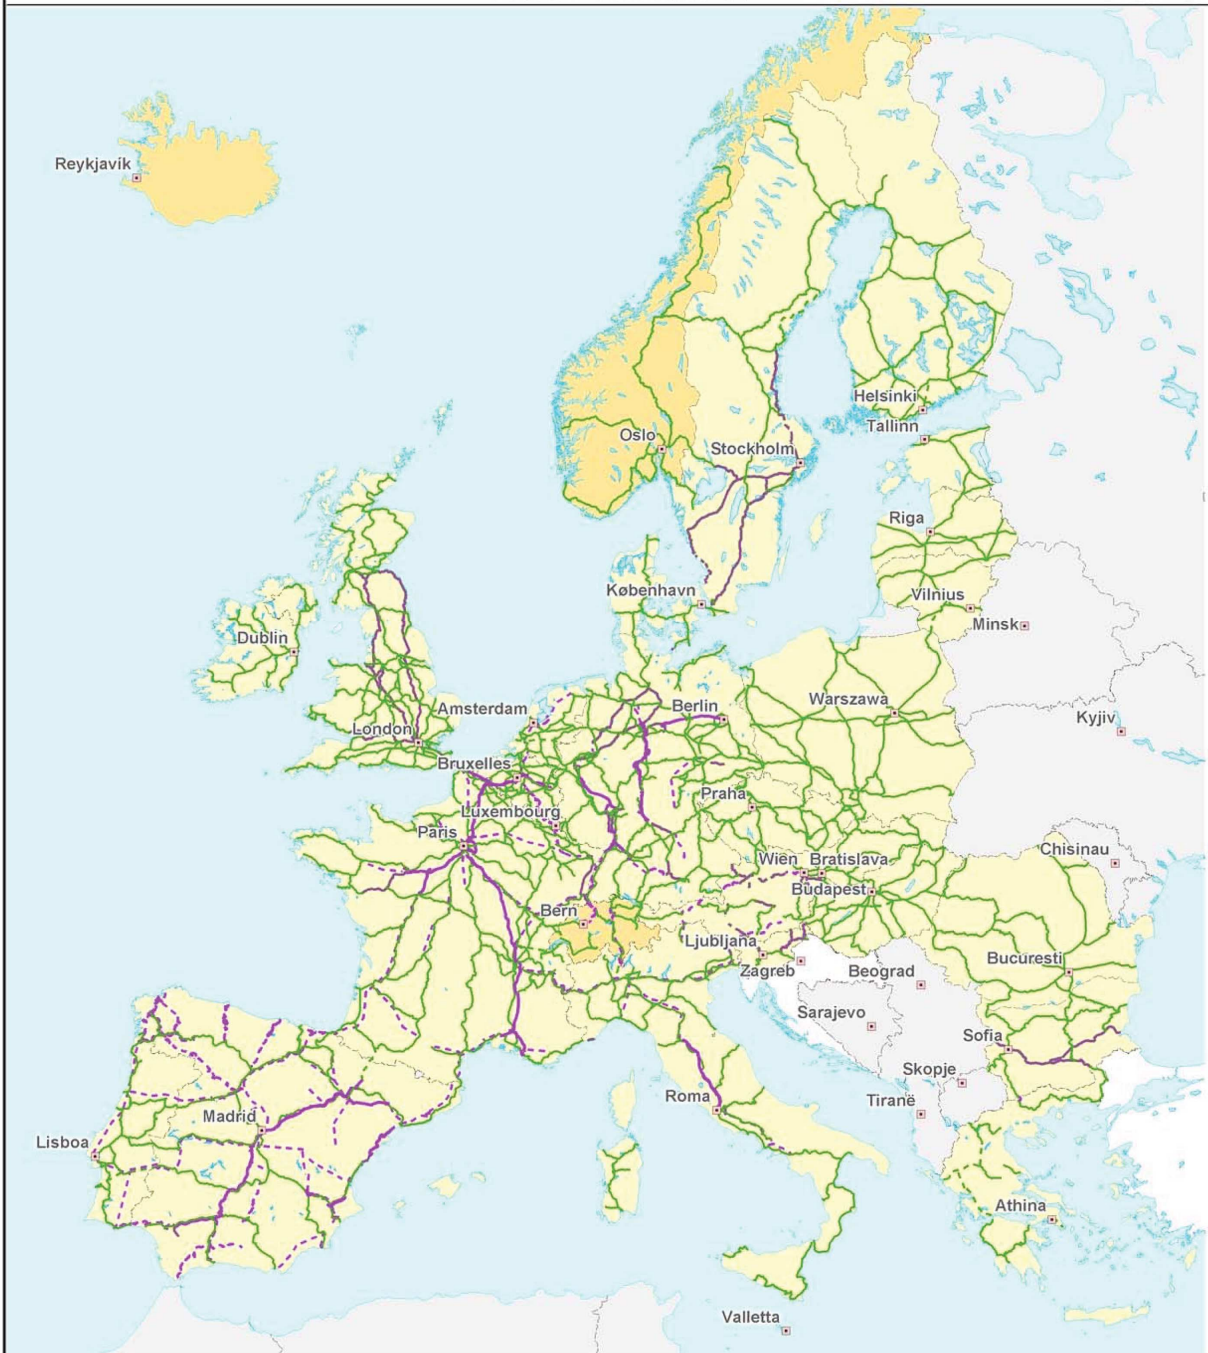 Reykjavík
Helsinki
Tallinn
Oslo
Stockholm
Riga
København
Vilnius
Minsk
Dublin
Amsterdam
Berlin
Warszawa
London
Kyjiv
Bruxelles
Praha
Luxembourg
Paris
Chisinau
Wien
Bratislava
Budapest
Bern
Ljubljana
Zagreb
Beograd
Bucuresti
Sarajevo
Sofia
Skopje
Roma
Tiranë
Madrid
Lisboa
Athina
Valletta